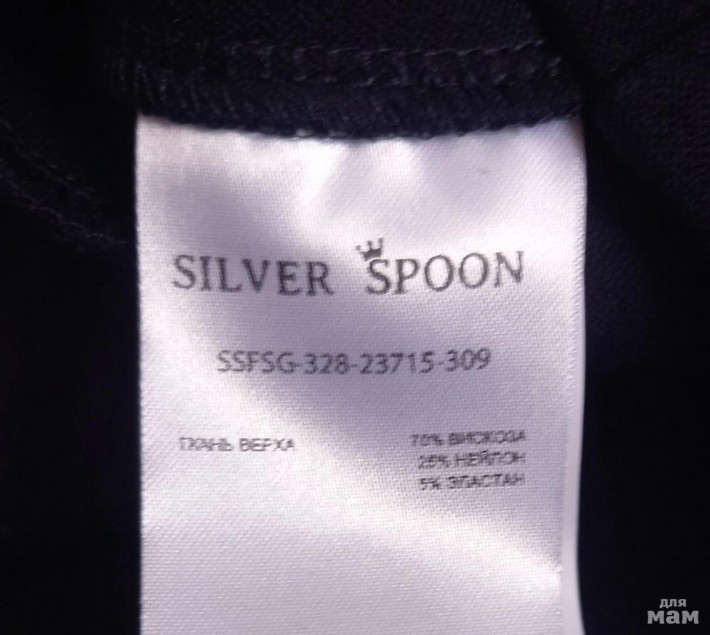 SILVER SPOON
SSFSG-328-23715-309
ТКАНЬ ВЕРХА 70% ВИСКОЗА
25% НЕЙЛОН
5% ЭЛАСТАН
для
мам